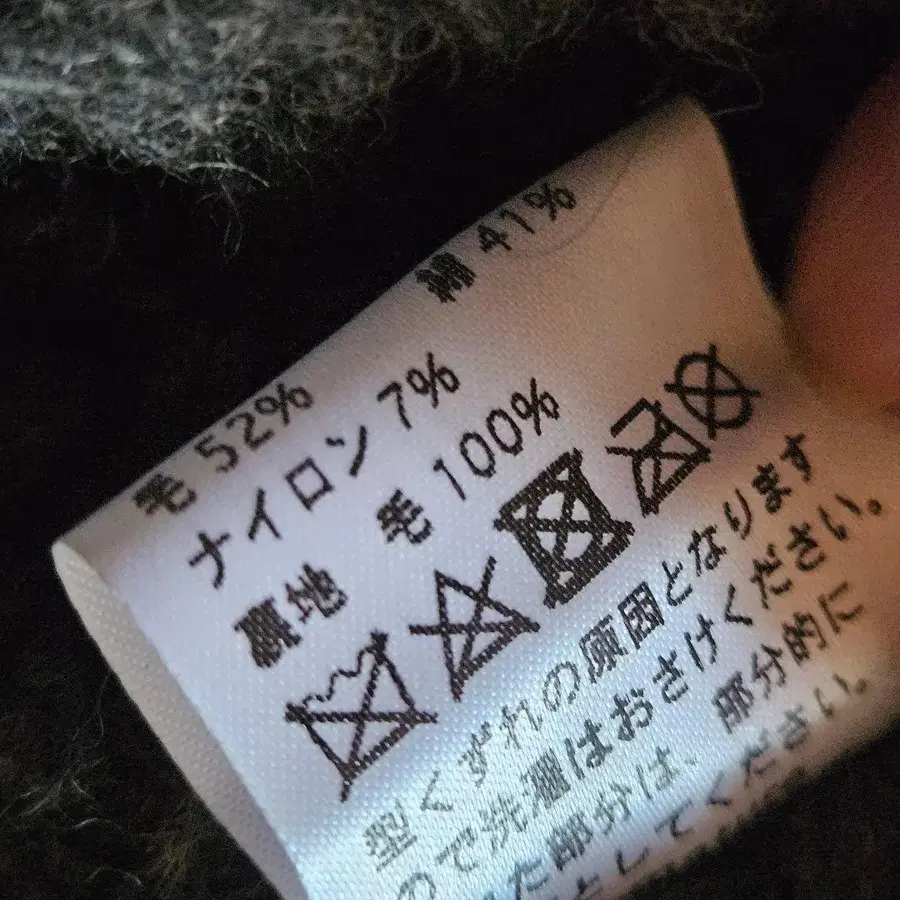 毛 52% 綿 41%
ナイロン 7%
裏地 毛 100%
型くずれの原因となります
ので洗濯はおさけください。
た部分は、部分的に
としてください。